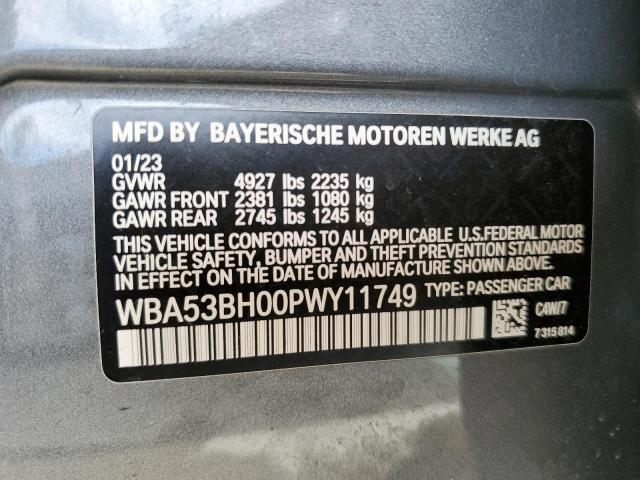 MFD BY BAYERISCHE MOTOREN WERKE AG
01/23
GVWR 4927 lbs 2235 kg
GAWR FRONT 2381 lbs 1080 kg
GAWR REAR 2745 lbs 1245 kg
THIS VEHICLE CONFORMS TO ALL APPLICABLE U.S.FEDERAL MOTOR
VEHICLE SAFETY, BUMPER AND THEFT PREVENTION STANDARDS
IN EFFECT ON THE DATE OF MANUFACTURE SHOWN ABOVE.
WBA53BH00PWY11749 TYPE: PASSENGER CAR
C4W/7
7315814